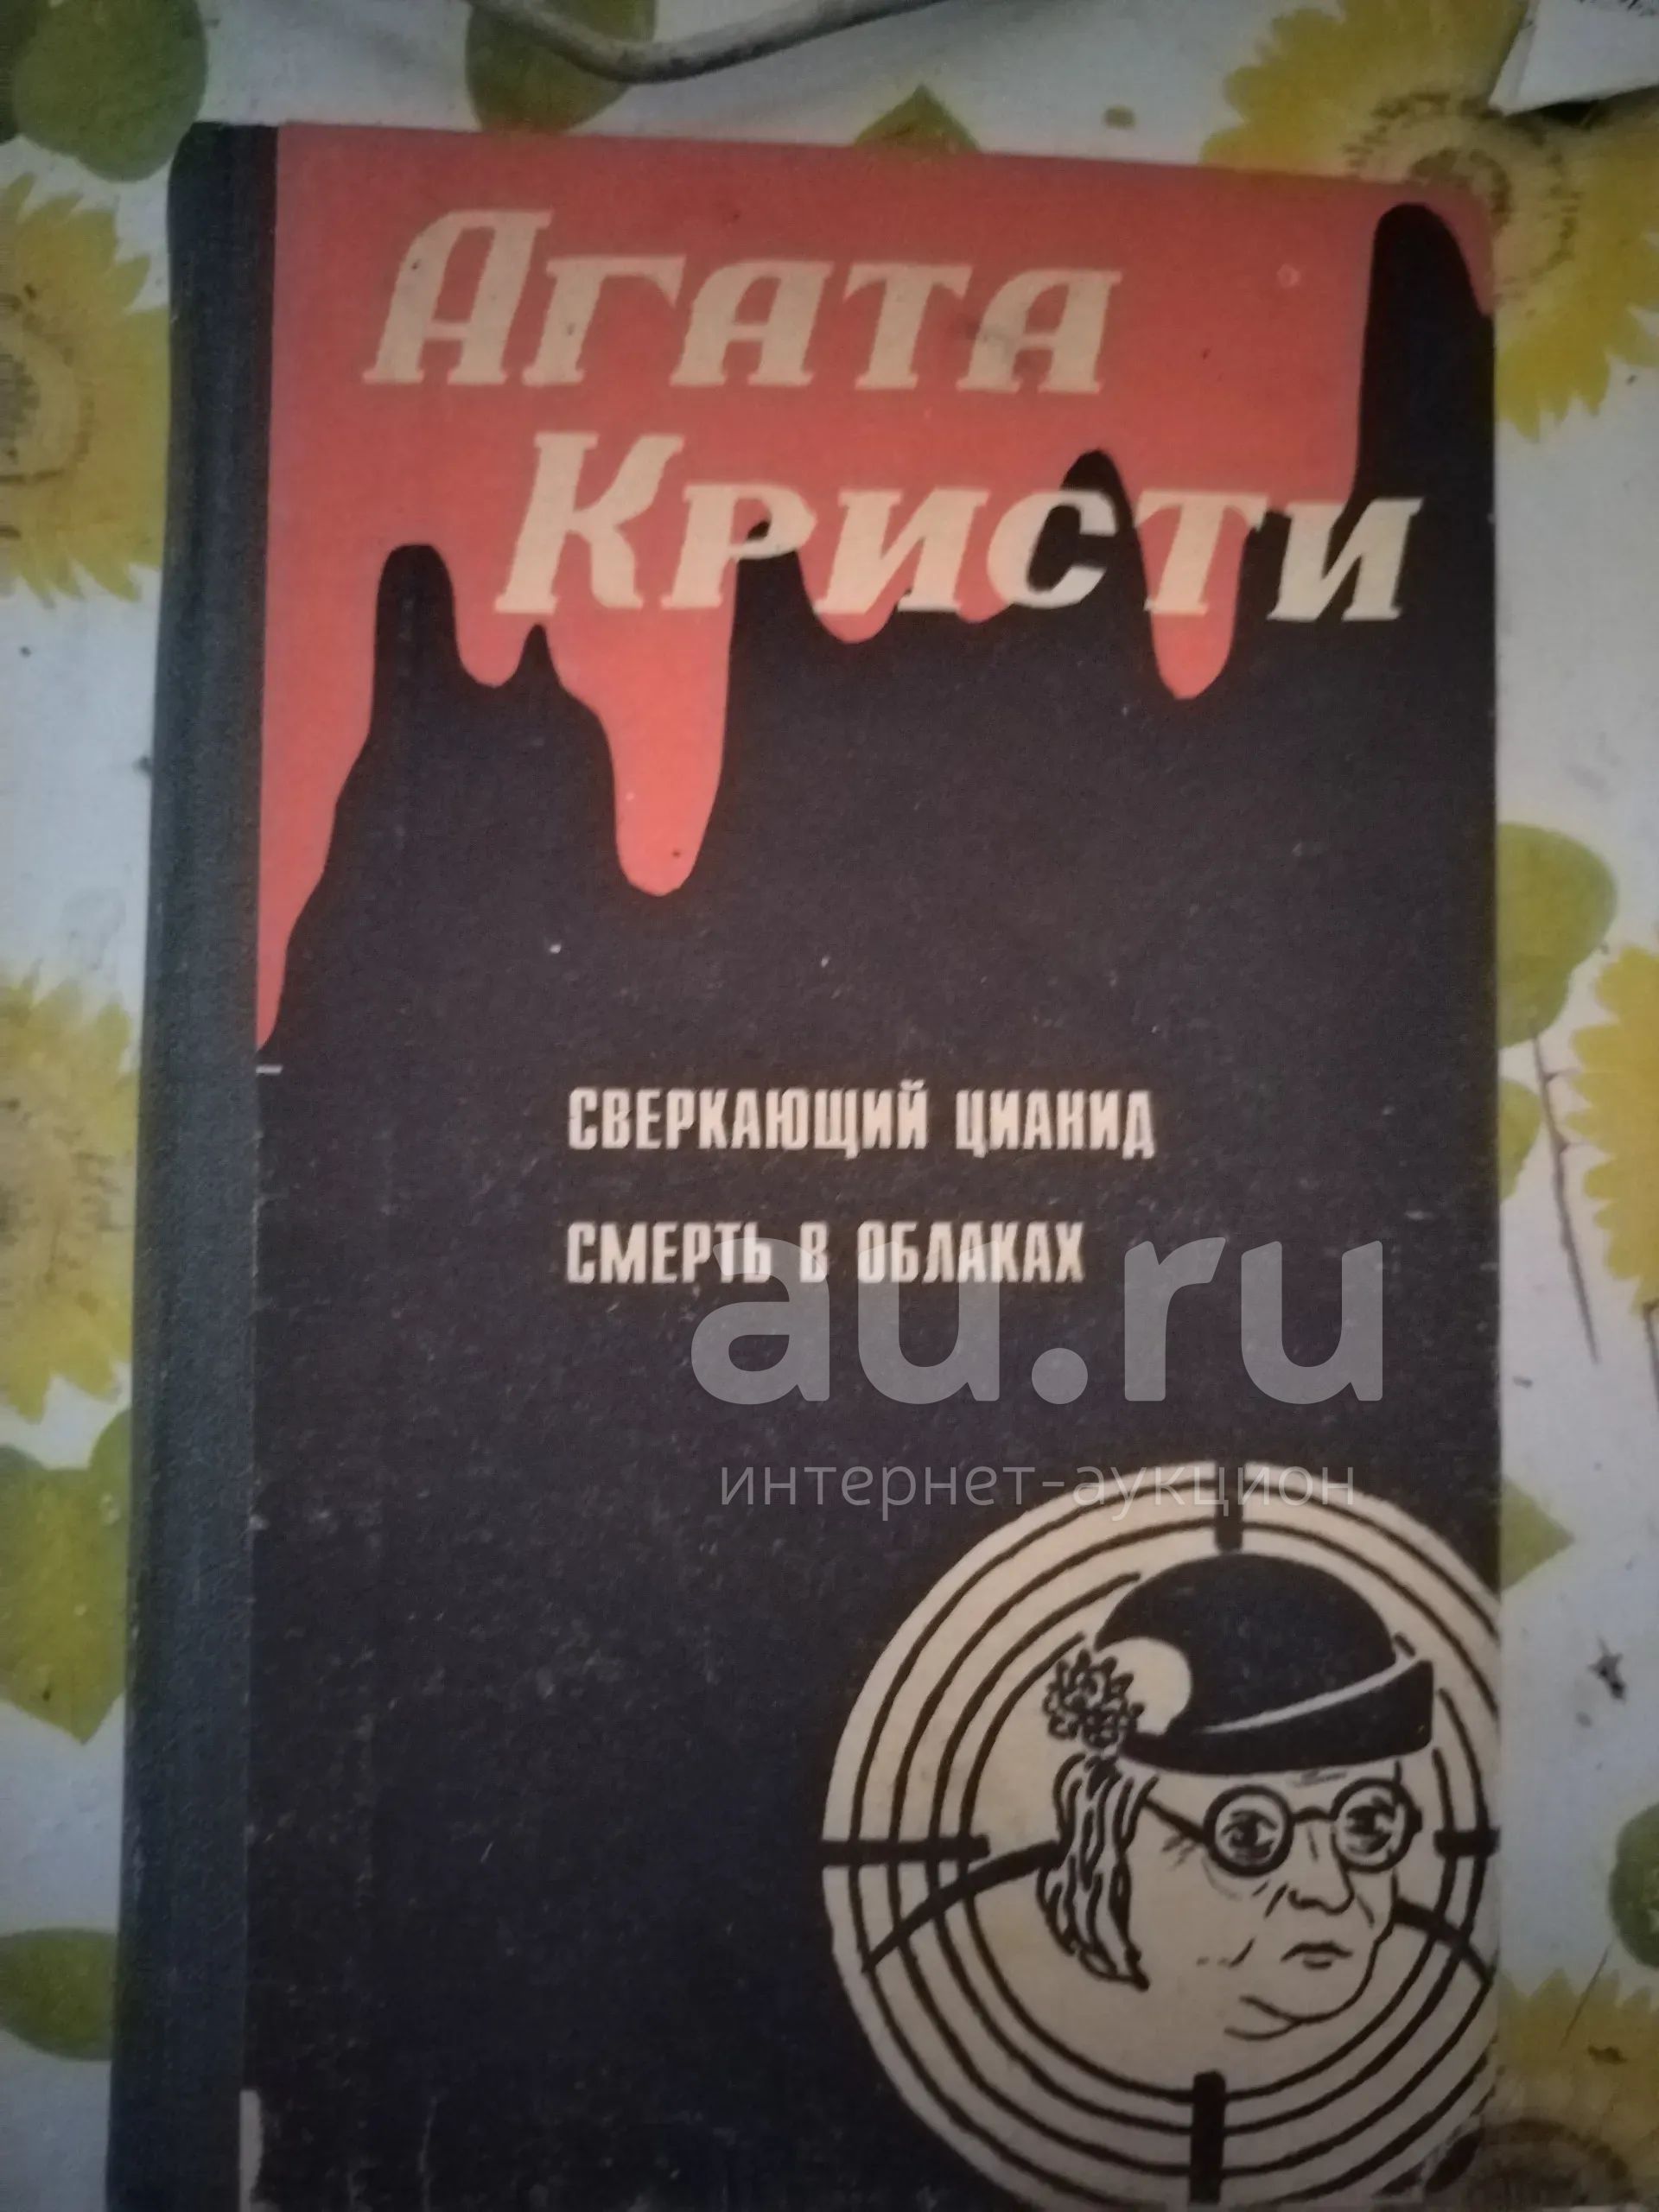 Агата
Кристи
СВЕРКАЮЩИЙ ЦИАНИД
СМЕРТЬ В ОБЛАКАХ
au.ru
интернет-аукцион